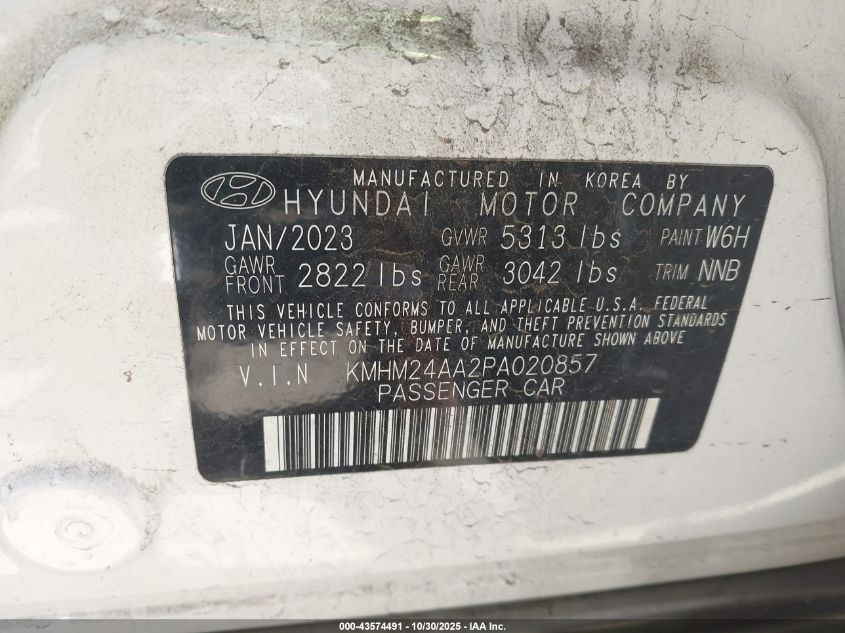 MANUFACTURED IN KOREA BY
HYUNDAI MOTOR COMPANY
JAN/2023 GVWR 5313 lbs PAINT W6H
GAWR FRONT 2822 lbs GAWR REAR 3042 lbs TRIM NNB
THIS VEHICLE CONFORMS TO ALL APPLICABLE U.S.A. FEDERAL
MOTOR VEHICLE SAFETY, BUMPER, AND THEFT PREVENTION STANDARDS
IN EFFECT ON THE DATE OF MANUFACTURE SHOWN ABOVE
V.I.N KMHM24AA2PA020857
PASSENGER CAR
000-43574491 - 10/30/2025 - IAA Inc.